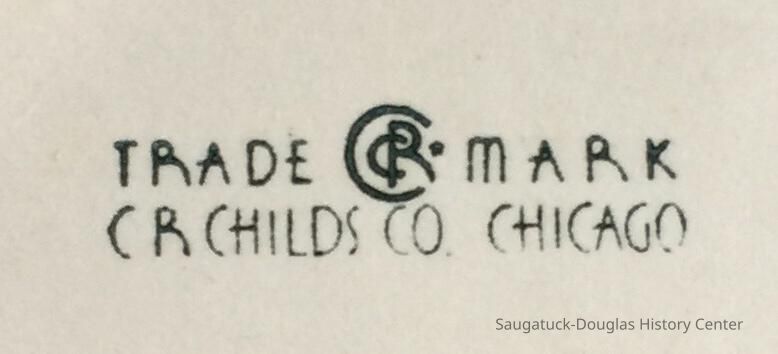 TRADE CR MARK
C R CHILDS CO. CHICAGO
Saugatuck-Douglas History Center